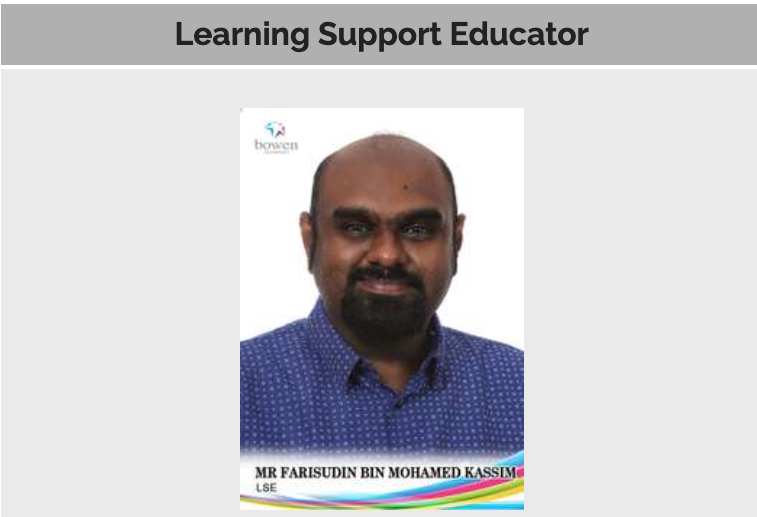 Learning Support Educator
bowen
MR FARISUDIN BIN MOHAMED KASSIM
LSE